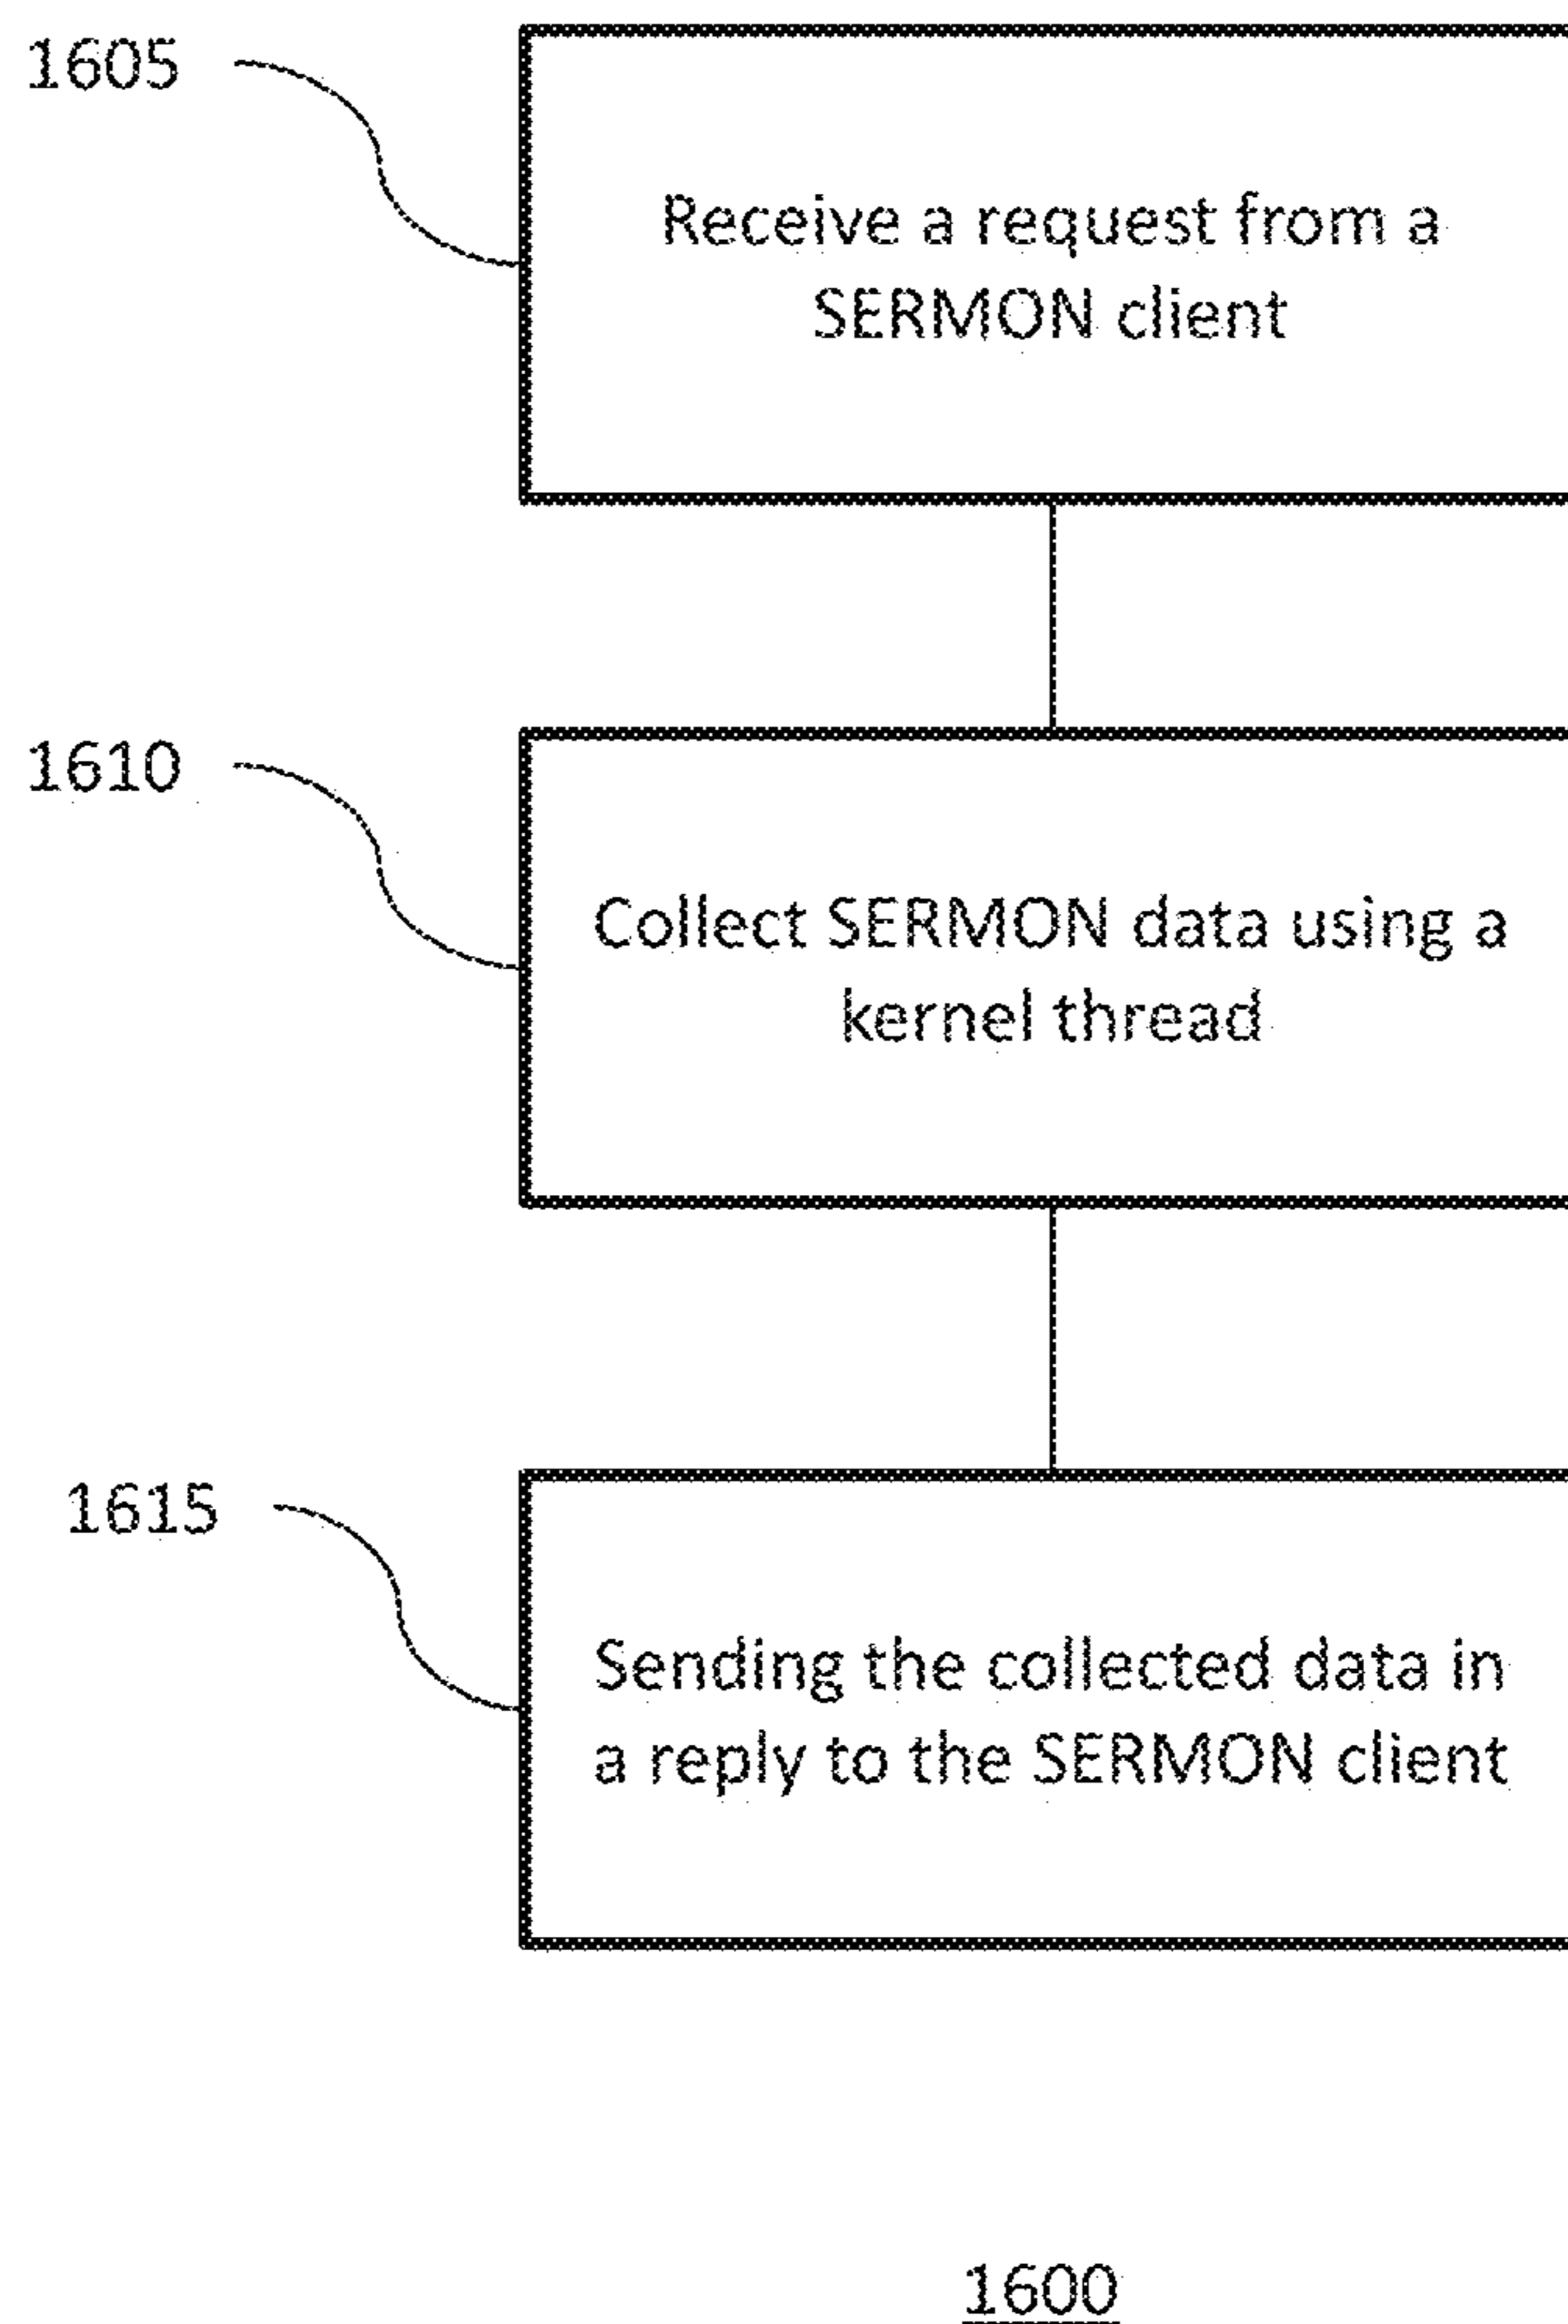 1605
Receive a request from a
SERMON client
1610
Collect SERMON data using a
kernel thread
1615
Sending the collected data in
a reply to the SERMON client
1600